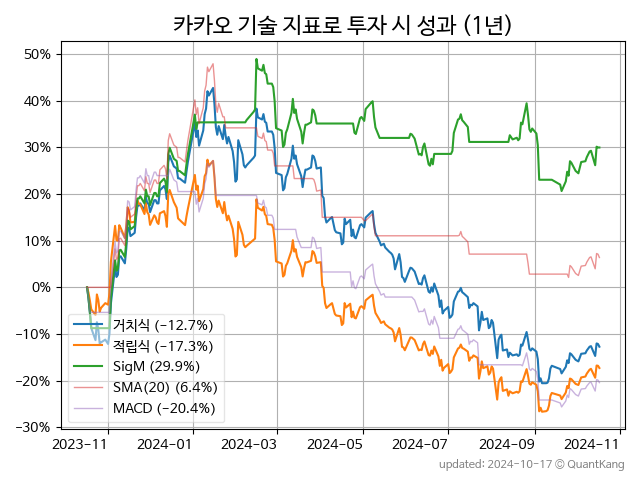 카카오 기술 지표로 투자 시 성과 (1년)
50%
40%
30%
20%
10%
0%
−10%
−20%
−30%
거치식 (−12.7%)
적립식 (−17.3%)
SigM (29.9%)
SMA(20) (6.4%)
MACD (−20.4%)
2023-11
2024-01
2024-03
2024-05
2024-07
2024-09
2024-11
updated: 2024-10-17 © QuantKang